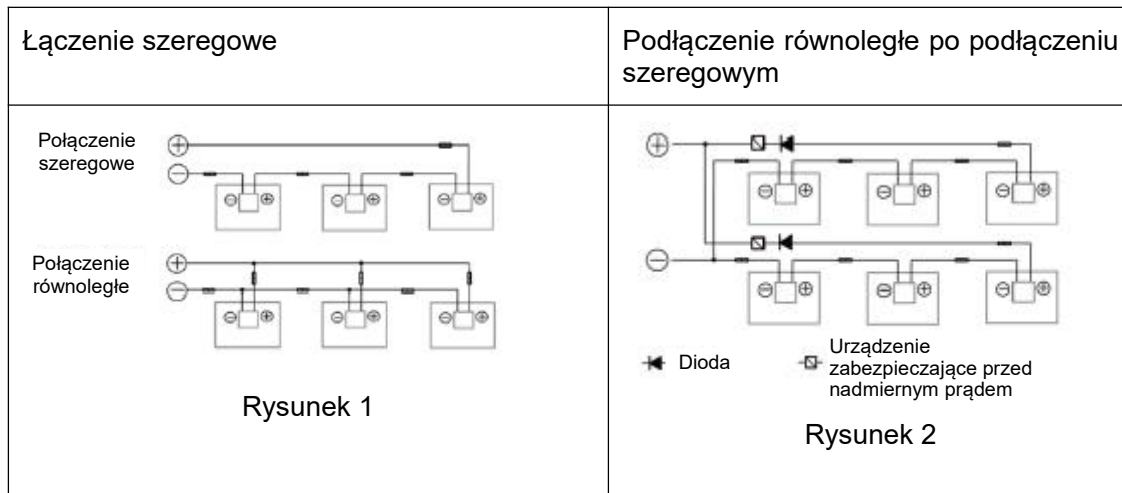 Łączenie szeregowe
Podłączenie równoległe po podłączeniu
szeregowym
Połączenie
szeregowe
Połączenie
równoległe
Rysunek 1
Dioda
Urządzenie
zabezpieczające przed
nadmiernym prądem
Rysunek 2